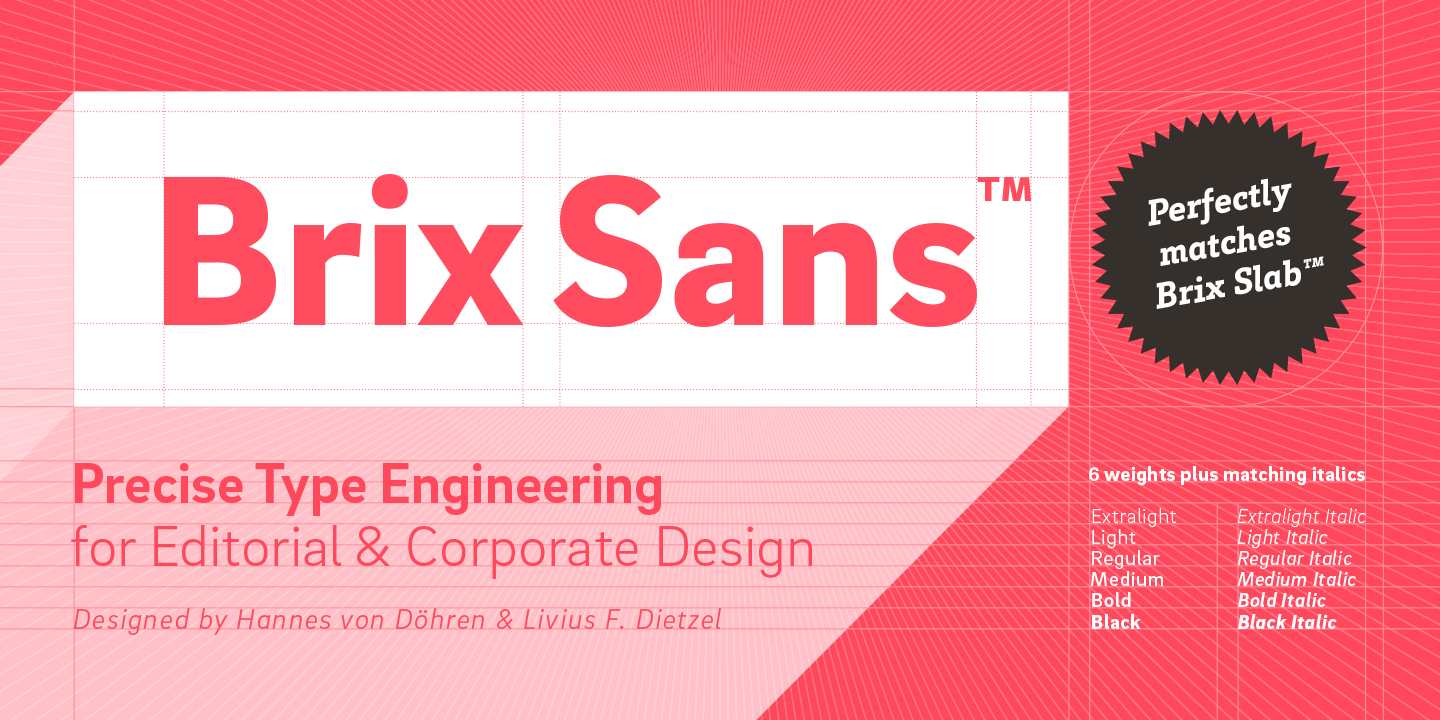 Brix Sans™
Perfectly
matches
Brix Slab™
Precise Type Engineering
for Editorial & Corporate Design
Designed by Hannes von Döhren & Livius F. Dietzel
6 weights plus matching italics
Extralight
Light
Regular
Medium
Bold
Black
Extralight Italic
Light Italic
Regular Italic
Medium Italic
Bold Italic
Black Italic